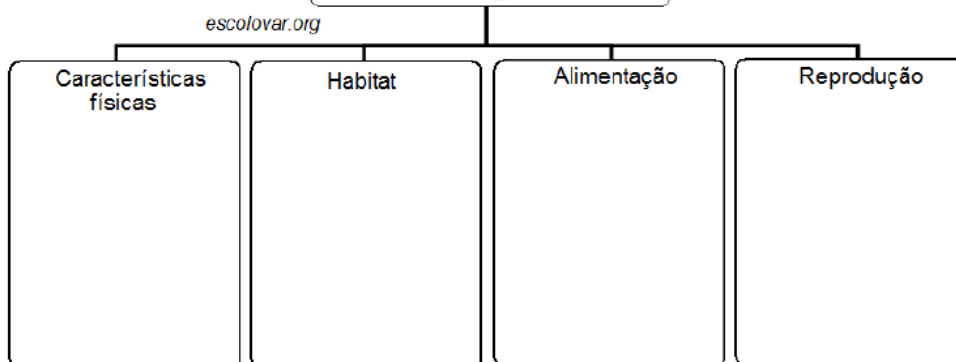 escolovar.org
Características
físicas
Habitat
Alimentação
Reprodução